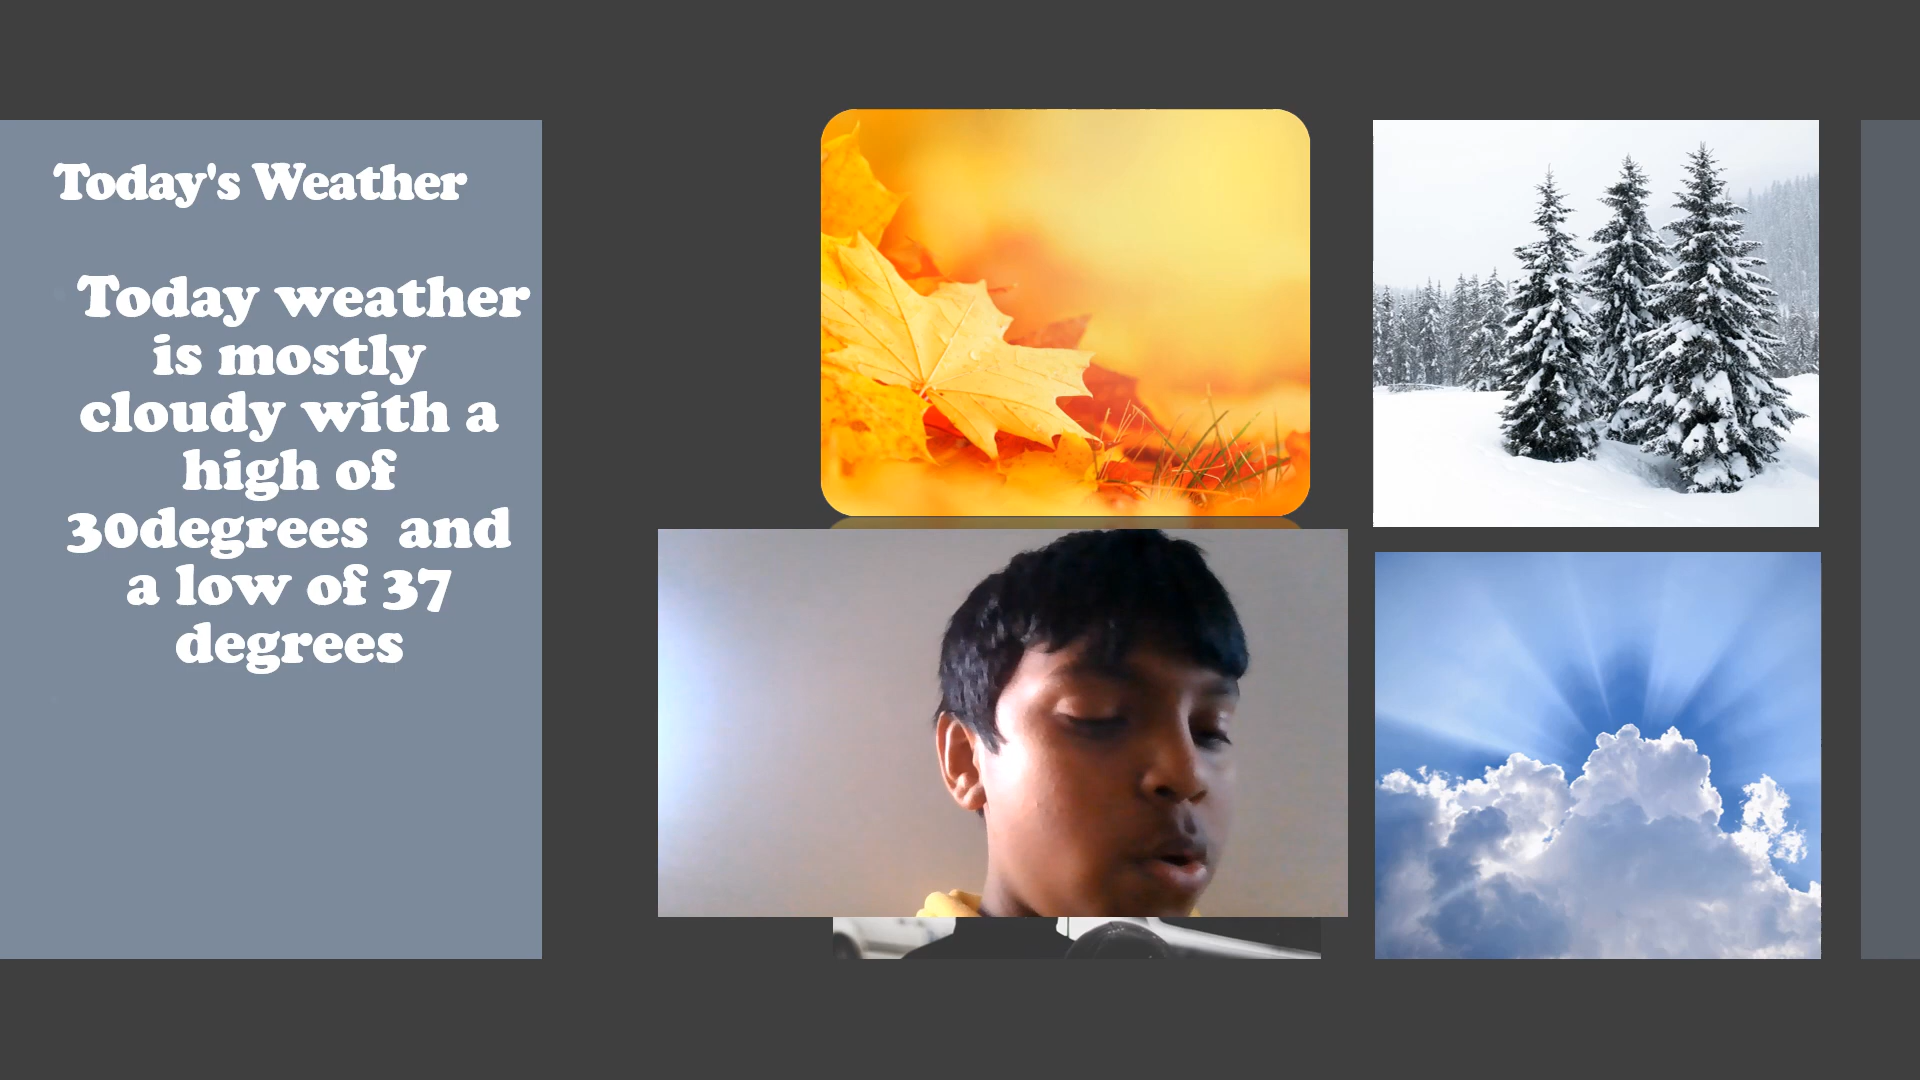 Today's Weather
Today weather
is mostly
cloudy with a
high of
30degrees  and
a low of 37
degrees